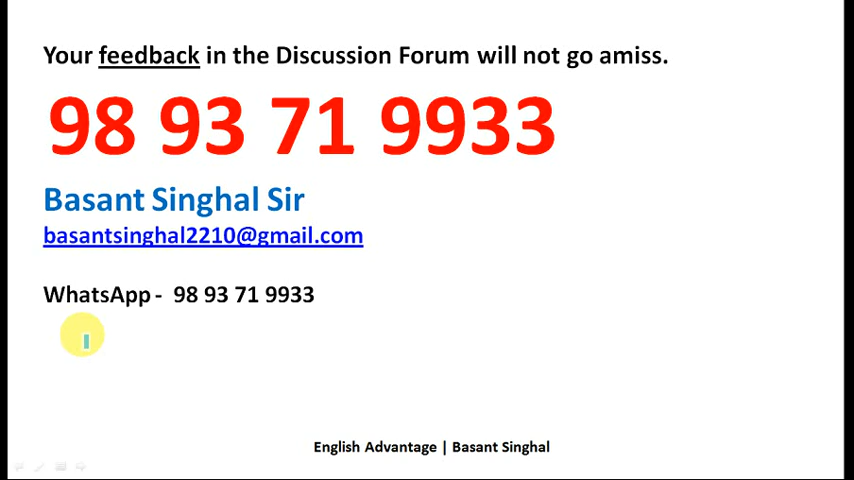 Your feedback in the Discussion Forum will not go amiss.
98 93 71 9933
Basant Singhal Sir
basantsinghal2210@gmail.com
WhatsApp - 98 93 71 9933
English Advantage | Basant Singhal